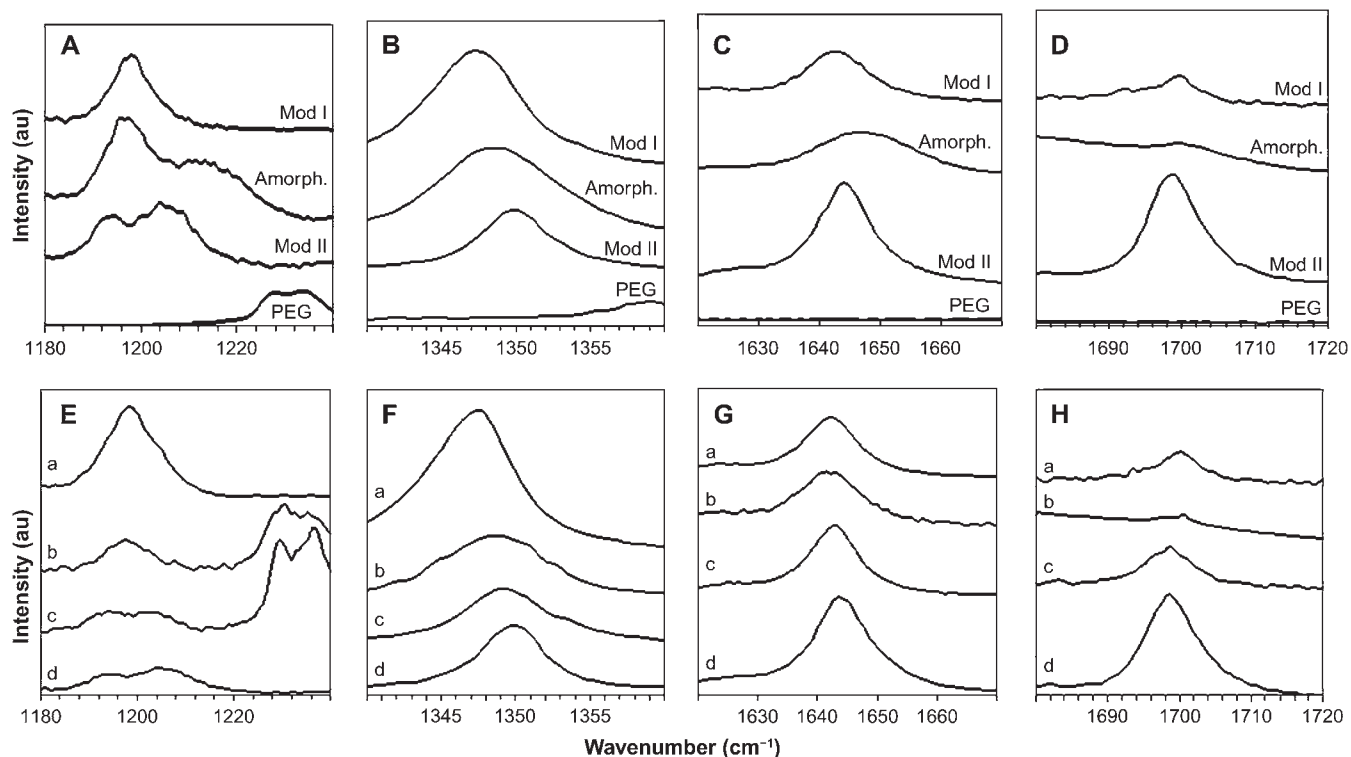 A
Mod I
Amorph.
Mod II
PEG
1180 1200 1220
B
Mod I
Amorph.
Mod II
PEG
1345 1350 1355
C
Mod I
Amorph.
Mod II
PEG
1630 1640 1650 1660
D
Mod I
Amorph.
Mod II
PEG
1690 1700 1710 1720
Intensity (au)
E
a
b
c
d
1180 1200 1220
F
a
b
c
d
1345 1350 1355
G
a
b
c
d
1630 1640 1650 1660
H
a
b
c
d
1690 1700 1710 1720
Intensity (au)
Wavenumber (cm⁻¹)